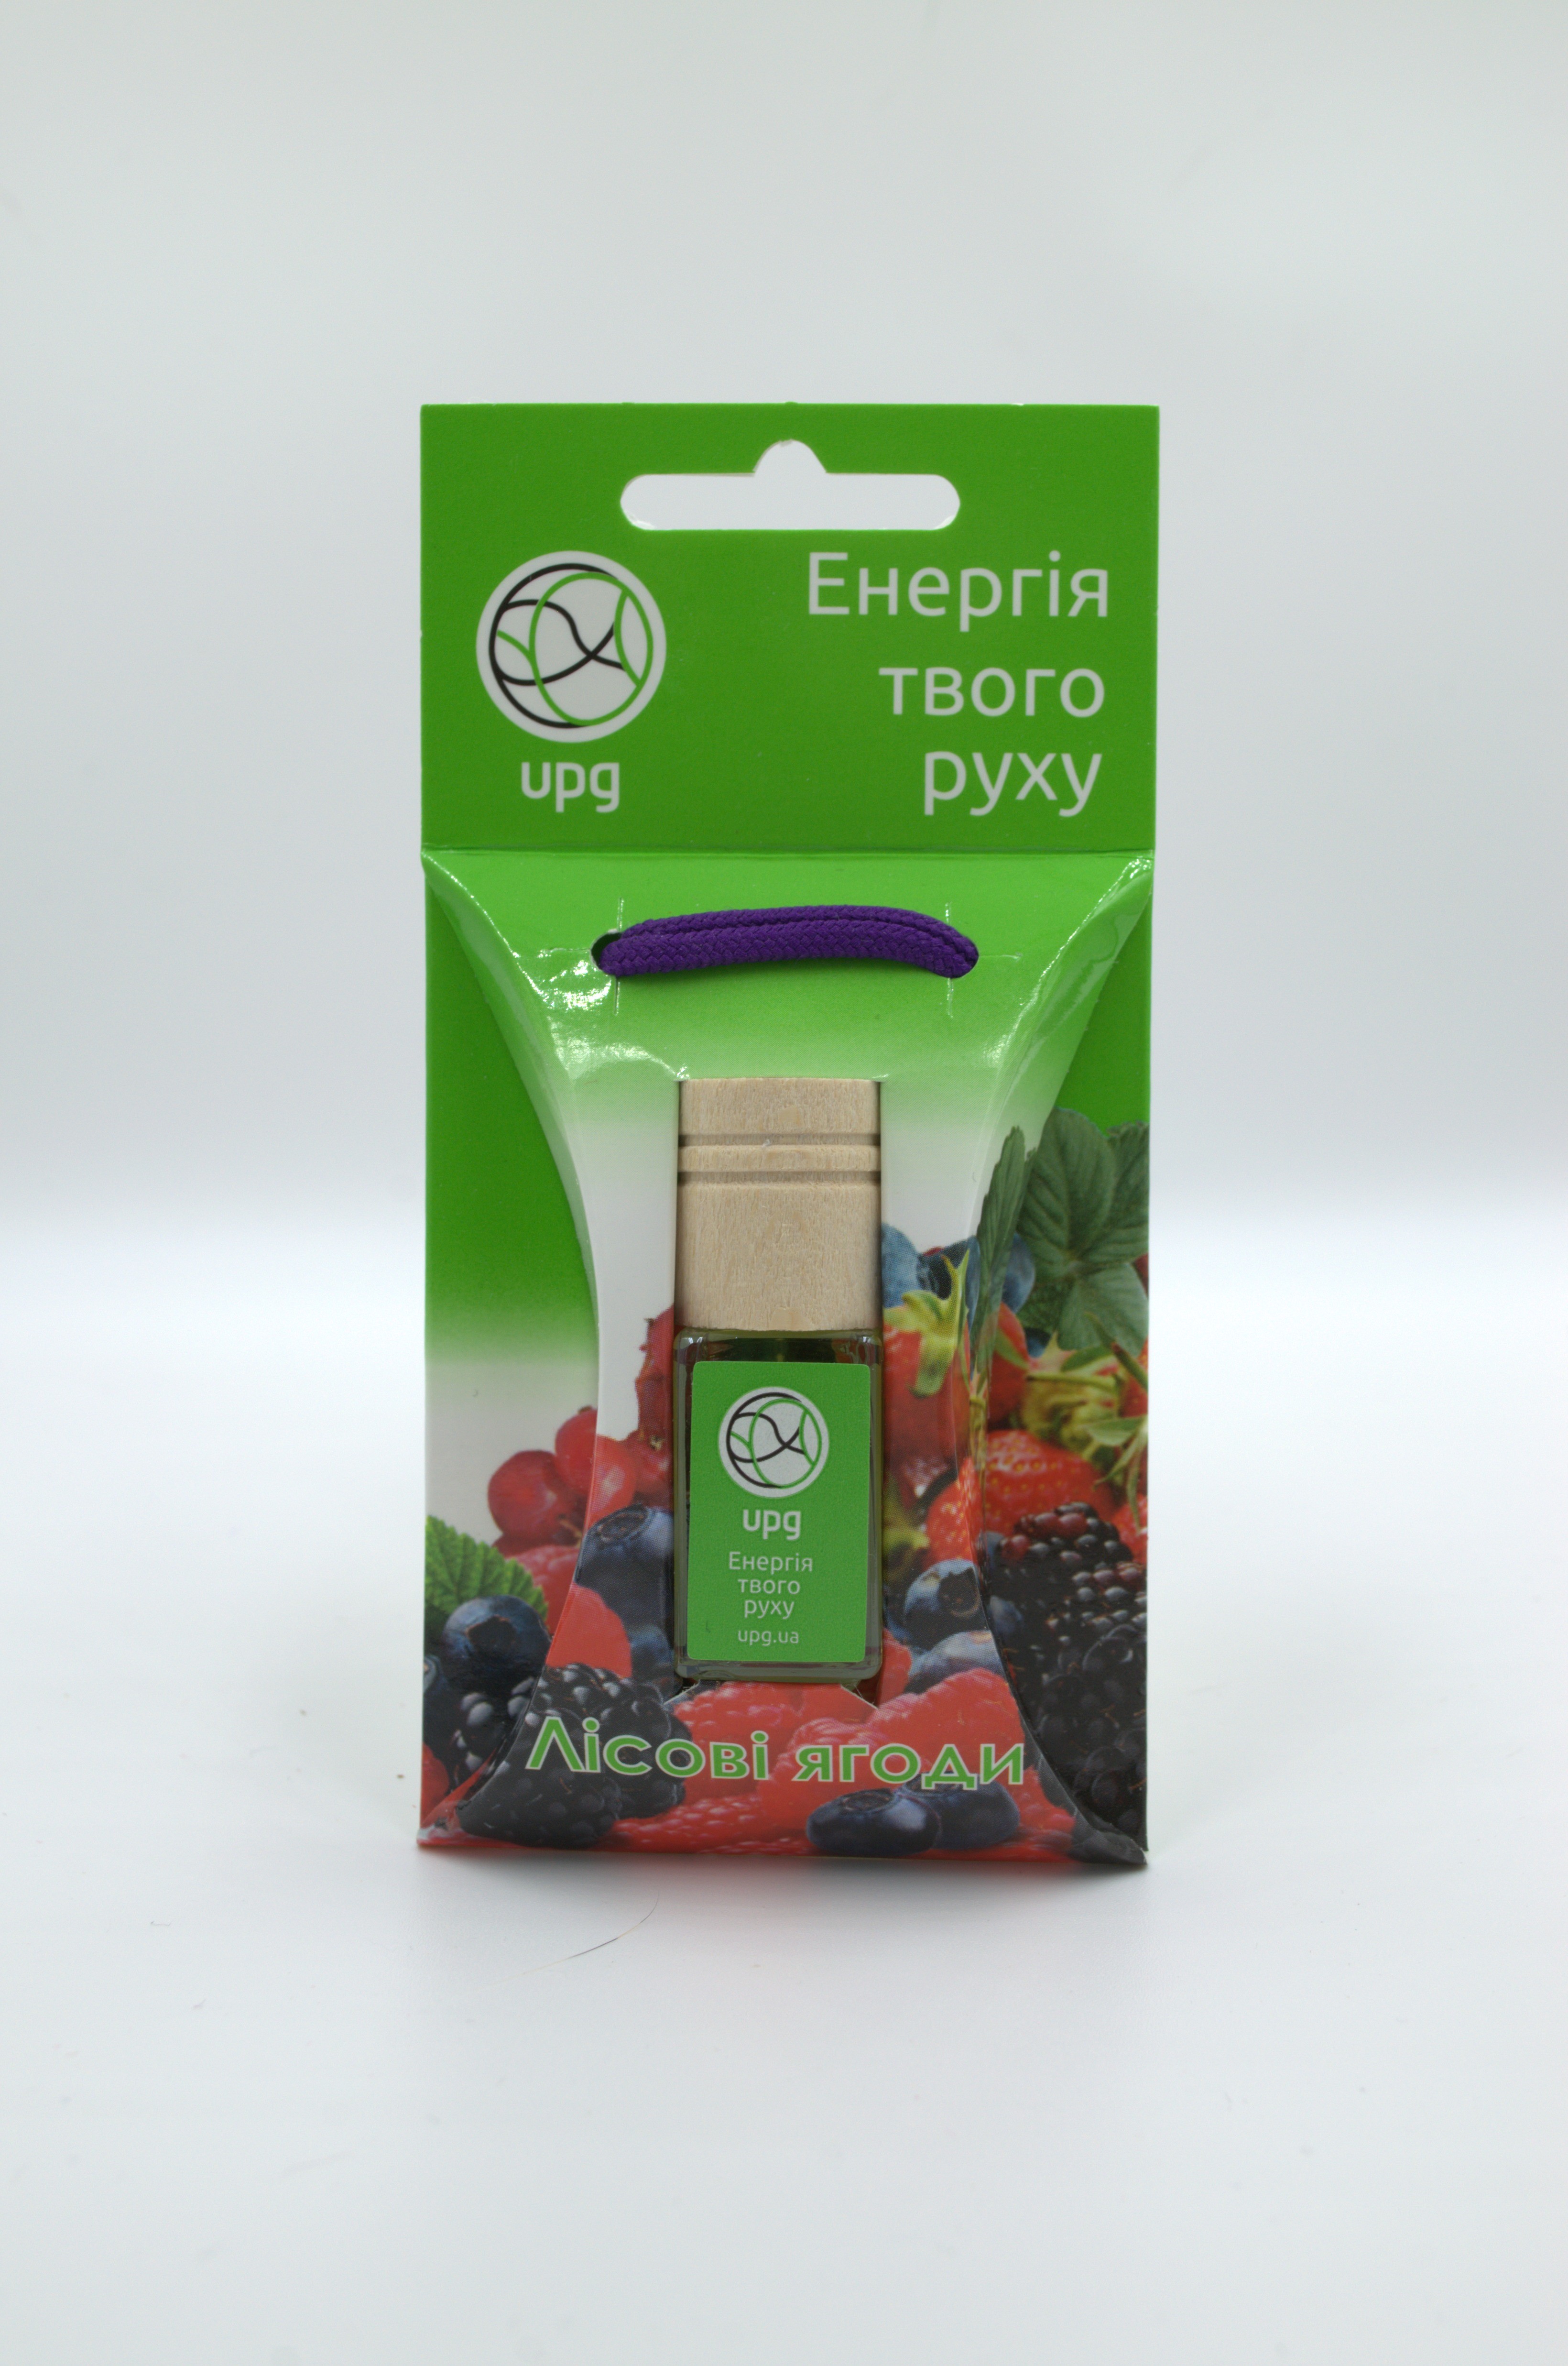 Енергія
твого
руху
upg
upg
Енергія
твого
руху
upg.ua
Лісові ягоди